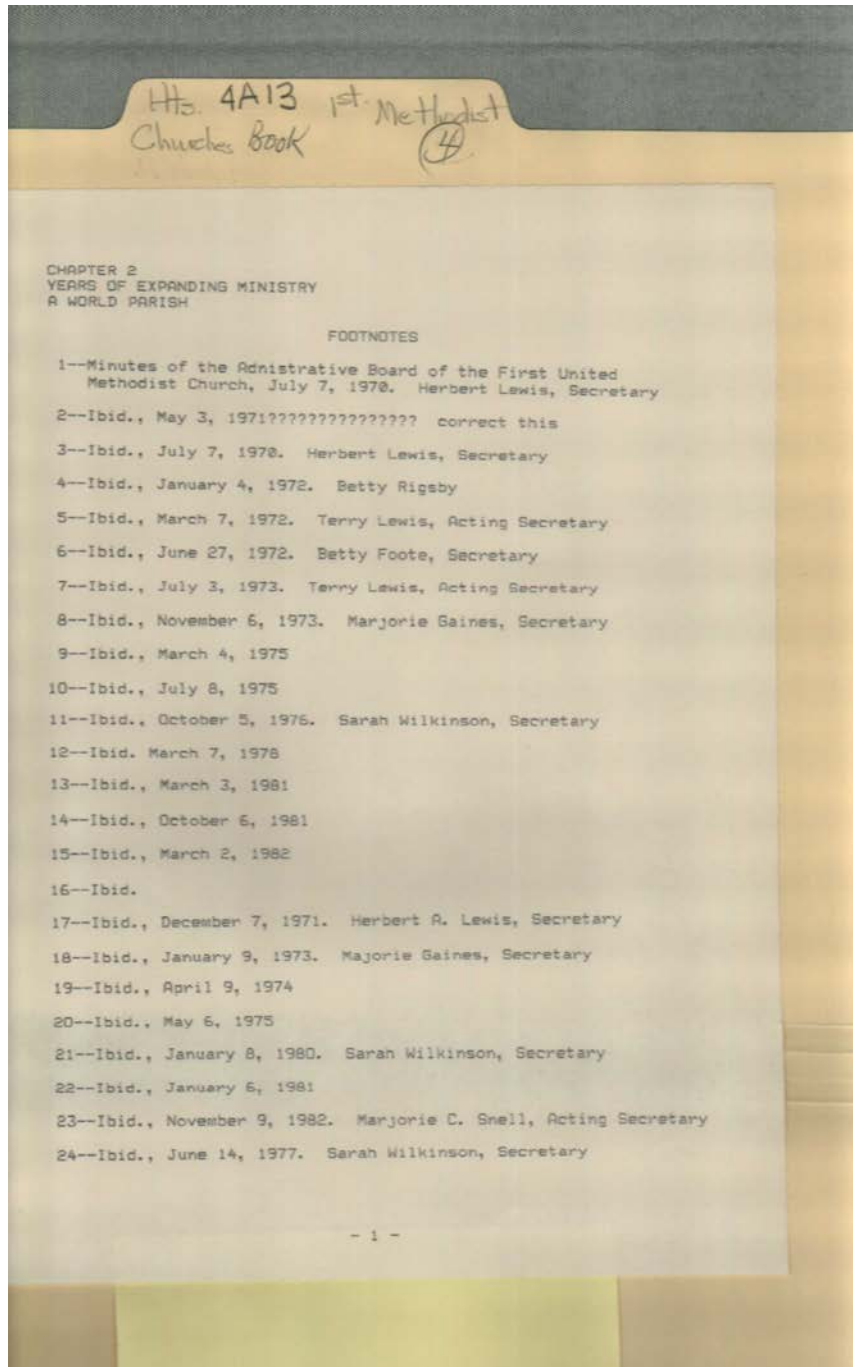 Hts. 4A13 1st. Methodist
Churches Book 4
CHAPTER 2
YEARS OF EXPANDING MINISTRY
A WORLD PARISH
FOOTNOTES
1--Minutes of the Adnistrative Board of the First United
Methodist Church, July 7, 1970. Herbert Lewis, Secretary
2--Ibid., May 3, 1971??????????????? correct this
3--Ibid., July 7, 1970. Herbert Lewis, Secretary
4--Ibid., January 4, 1972. Betty Rigsby
5--Ibid., March 7, 1972. Terry Lewis, Acting Secretary
6--Ibid., June 27, 1972. Betty Foote, Secretary
7--Ibid., July 3, 1973. Terry Lewis, Acting Secretary
8--Ibid., November 6, 1973. Marjorie Gaines, Secretary
9--Ibid., March 4, 1975
10--Ibid., July 8, 1975
11--Ibid., October 5, 1976. Sarah Wilkinson, Secretary
12--Ibid. March 7, 1978
13--Ibid., March 3, 1981
14--Ibid., October 6, 1981
15--Ibid., March 2, 1982
16--Ibid.
17--Ibid., December 7, 1971. Herbert A. Lewis, Secretary
18--Ibid., January 9, 1973. Majorie Gaines, Secretary
19--Ibid., April 9, 1974
20--Ibid., May 6, 1975
21--Ibid., January 8, 1980. Sarah Wilkinson, Secretary
22--Ibid., January 6, 1981
23--Ibid., November 9, 1982. Marjorie C. Snell, Acting Secretary
24--Ibid., June 14, 1977. Sarah Wilkinson, Secretary
- 1 -